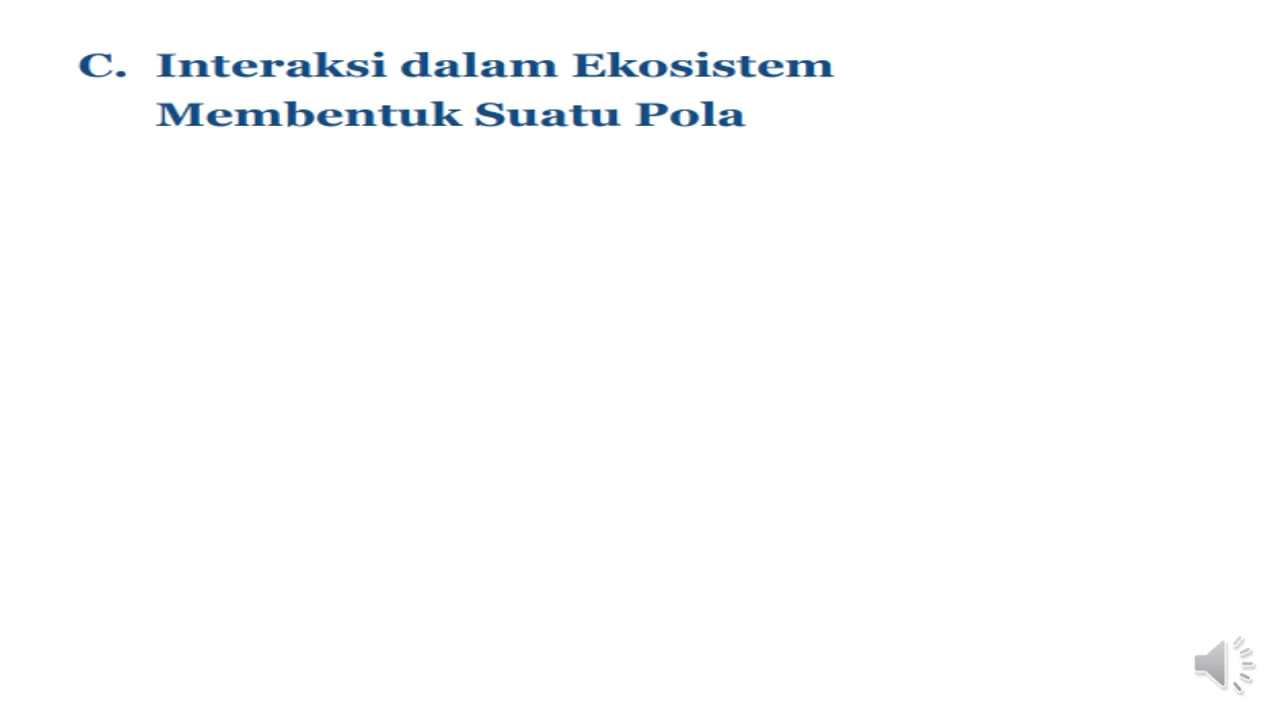 C. Interaksi dalam Ekosistem
Membentuk Suatu Pola